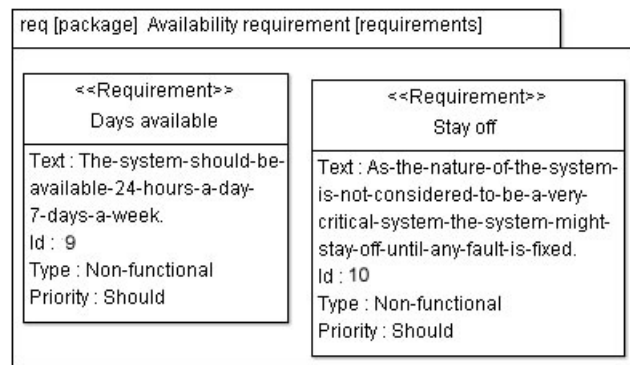 req [package] Availability requirement [requirements]
<<Requirement>>
Days available
Text : The-system-should-be-
available-24-hours-a-day-
7-days-a-week.
Id : 9
Type : Non-functional
Priority : Should
<<Requirement>>
Stay off
Text : As-the-nature-of-the-system-
is-not-considered-to-be-a-very-
critical-system-the-system-might-
stay-off-until-any-fault-is-fixed.
Id : 10
Type : Non-functional
Priority : Should